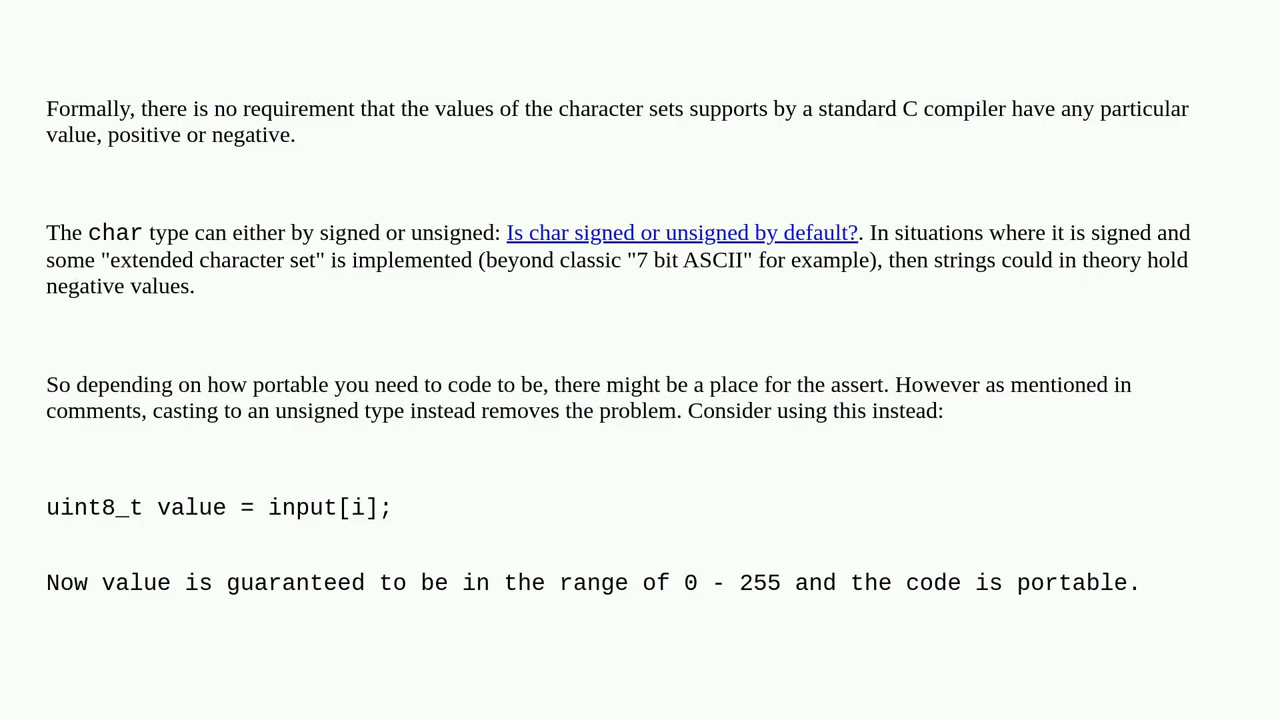 Formally, there is no requirement that the values of the character sets supports by a standard C compiler have any particular
value, positive or negative.
The char type can either by signed or unsigned: Is char signed or unsigned by default?. In situations where it is signed and
some "extended character set" is implemented (beyond classic "7 bit ASCII" for example), then strings could in theory hold
negative values.
So depending on how portable you need to code to be, there might be a place for the assert. However as mentioned in
comments, casting to an unsigned type instead removes the problem. Consider using this instead:
uint8_t value = input[i];
Now value is guaranteed to be in the range of 0 - 255 and the code is portable.